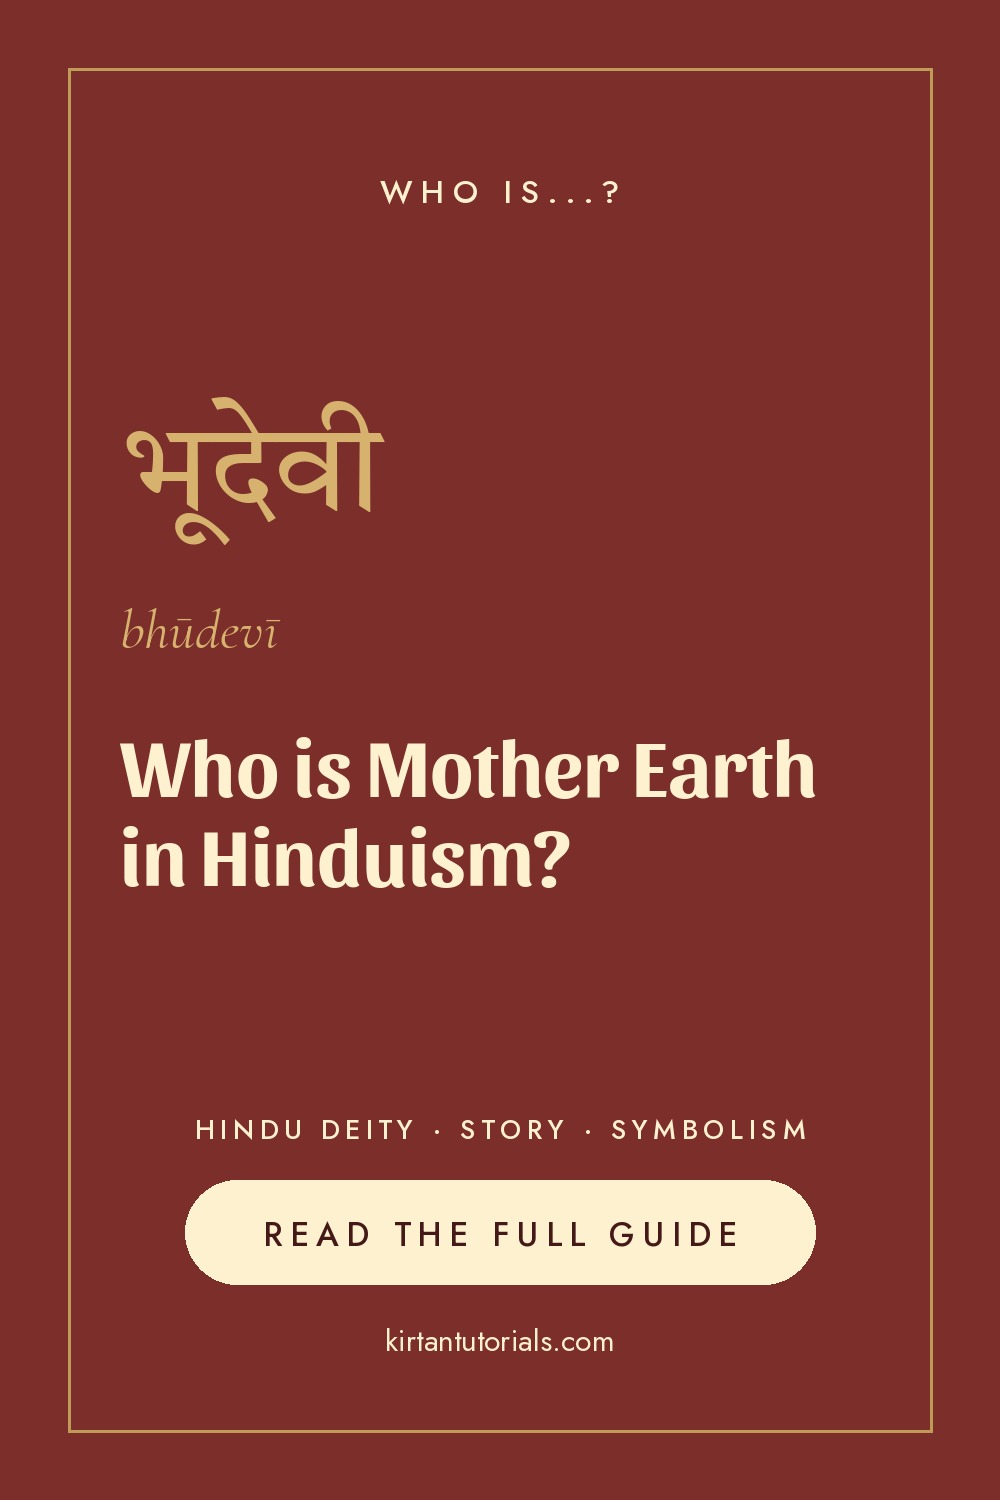 WHO IS...?
भूदेवी
bhūdevī
Who is Mother Earth
in Hinduism?
HINDU DEITY · STORY · SYMBOLISM
READ THE FULL GUIDE
kirtantutorials.com